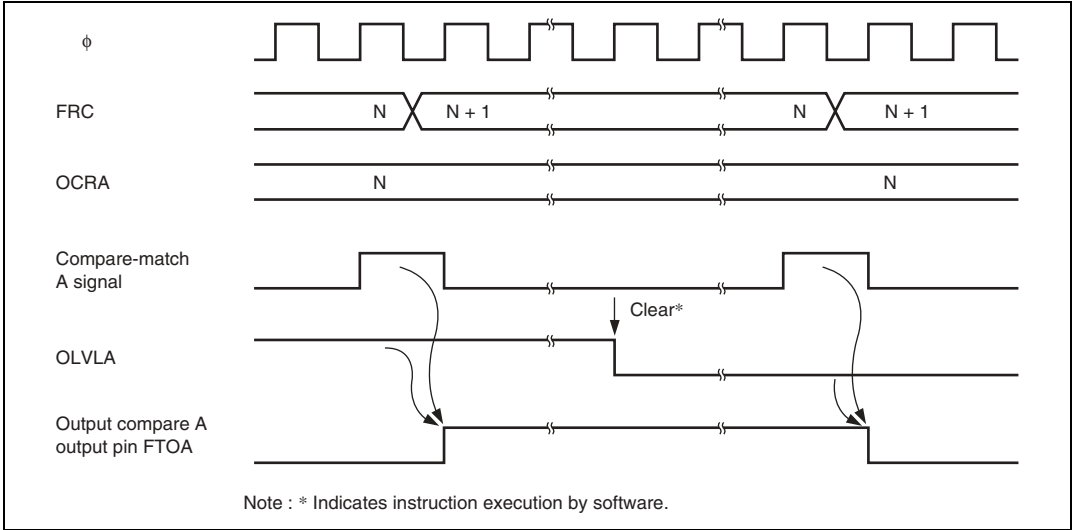 ϕ
FRC N N + 1 N N + 1
OCRA N N
Compare-match
A signal
Clear*
OLVLA
Output compare A
output pin FTOA
Note : * Indicates instruction execution by software.